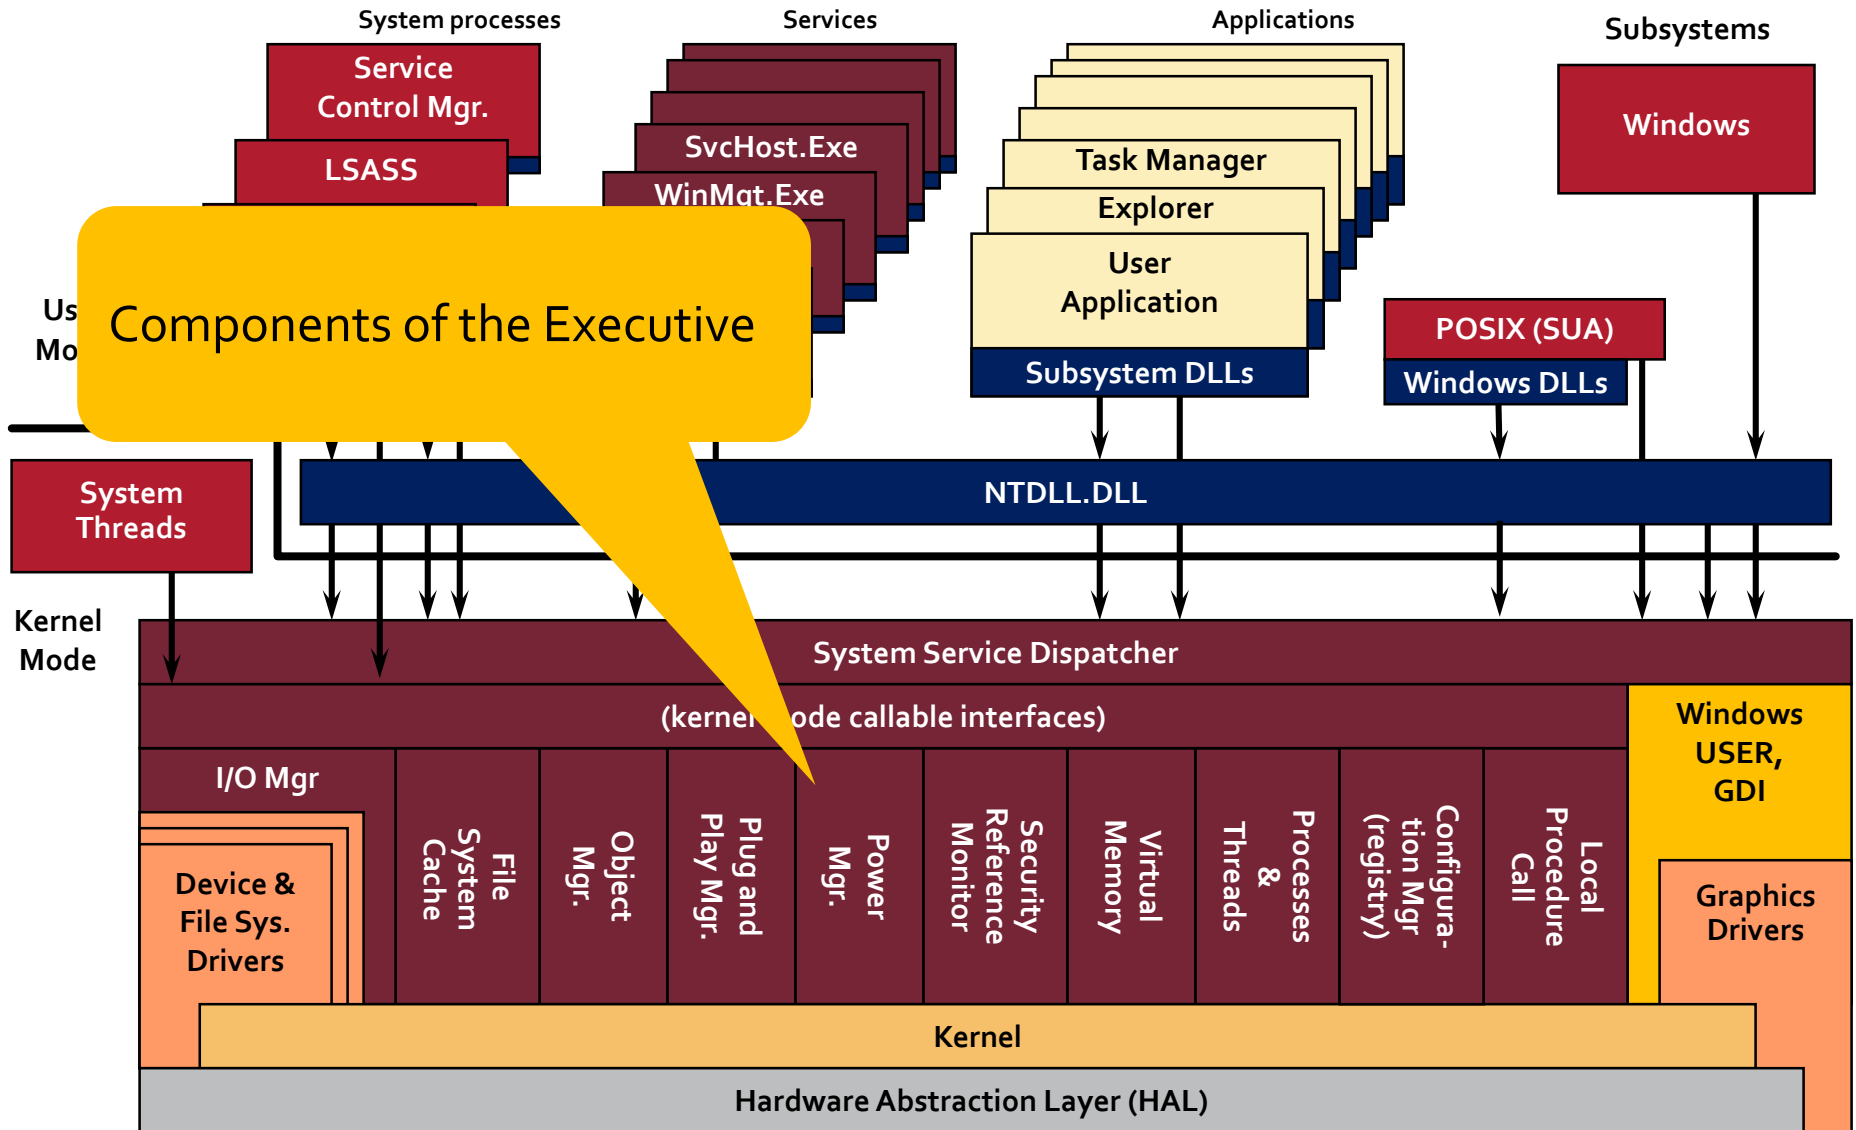 System processes
Services
Applications
Subsystems
Service
Control Mgr.
LSASS
SvcHost.Exe
WinMgt.Exe
Task Manager
Explorer
User
Application
Subsystem DLLs
Windows
POSIX (SUA)
Windows DLLs
Components of the Executive
System
Threads
NTDLL.DLL
Kernel
Mode
System Service Dispatcher
(kernel mode callable interfaces)
I/O Mgr
Device &
File Sys.
Drivers
File
System
Cache
Object
Mgr.
Plug and
Play Mgr.
Power
Mgr.
Security
Reference
Monitor
Virtual
Memory
Processes
&
Threads
Configura-
tion Mgr
(registry)
Local
Procedure
Call
Windows
USER,
GDI
Graphics
Drivers
Kernel
Hardware Abstraction Layer (HAL)